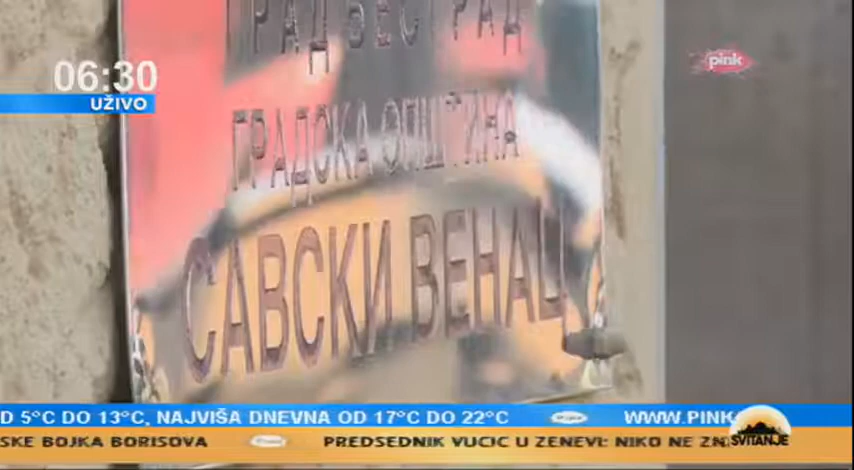 ГРАД БЕОГРАД
06:30
pink
UŽIVO
ГРАДСКА ОПШТИНА
САВСКИ ВЕНАЦ
D 5°C DO 13°C, NAJVIŠA DNEVNA OD 17°C DO 22°C WWW.PINK
SKE BOJKA BORISOVA PREDSEDNIK VUCIC U ZENEVI: NIKO NE
SVITANJE